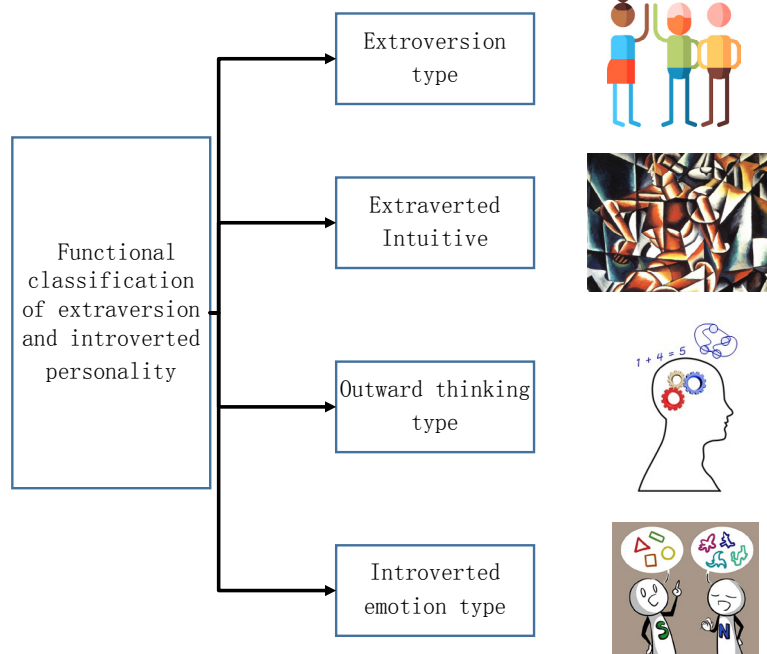 Functional
classification
of extraversion
and introverted
personality
Extroversion
type
Extraverted
Intuitive
Outward thinking
type
Introverted
emotion type
1 + 4 = 5
S
N